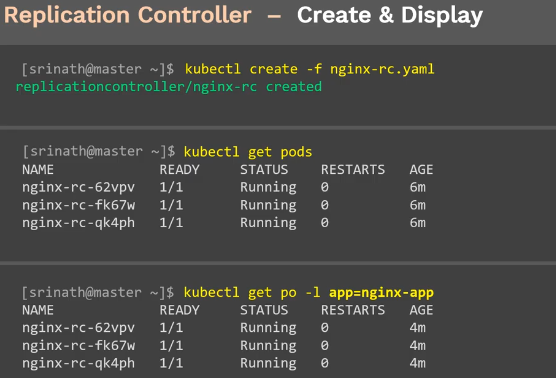 Replication Controller – Create & Display
[srinath@master ~]$ kubectl create -f nginx-rc.yaml
replicationcontroller/nginx-rc created
[srinath@master ~]$ kubectl get pods
NAME READY STATUS RESTARTS AGE
nginx-rc-62vpv 1/1 Running 0 6m
nginx-rc-fk67w 1/1 Running 0 6m
nginx-rc-qk4ph 1/1 Running 0 6m
[srinath@master ~]$ kubectl get po -l app=nginx-app
NAME READY STATUS RESTARTS AGE
nginx-rc-62vpv 1/1 Running 0 4m
nginx-rc-fk67w 1/1 Running 0 4m
nginx-rc-qk4ph 1/1 Running 0 4m